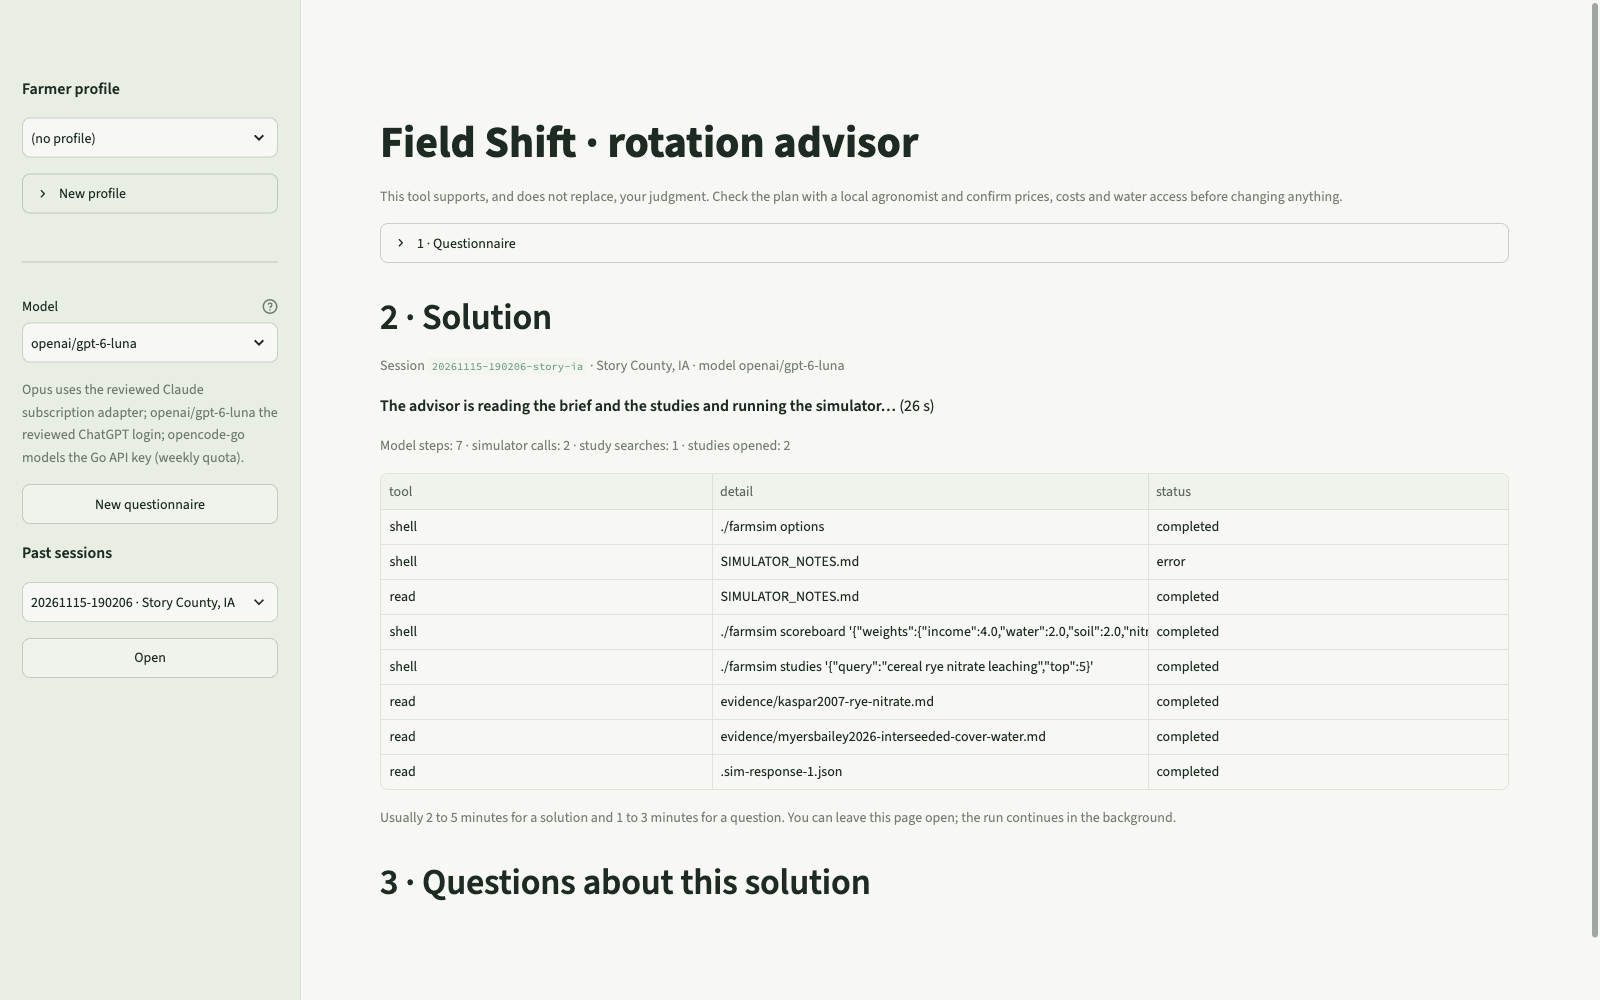 Farmer profile
(no profile)
New profile
Model
openai/gpt-6-luna
Opus uses the reviewed Claude
subscription adapter; openai/gpt-6-luna the
reviewed ChatGPT login; opencode-go
models the Go API key (weekly quota).
New questionnaire
Past sessions
20261115-190206 · Story County, IA
Open
Field Shift · rotation advisor
This tool supports, and does not replace, your judgment. Check the plan with a local agronomist and confirm prices, costs and water access before changing anything.
1 · Questionnaire
2 · Solution
Session 20261115-190206-story-ia · Story County, IA · model openai/gpt-6-luna
The advisor is reading the brief and the studies and running the simulator… (26 s)
Model steps: 7 · simulator calls: 2 · study searches: 1 · studies opened: 2
tool detail status
shell ./farmsim options completed
shell SIMULATOR_NOTES.md error
read SIMULATOR_NOTES.md completed
shell ./farmsim scoreboard '{"weights":{"income":4.0,"water":2.0,"soil":2.0,"nitr completed
shell ./farmsim studies '{"query":"cereal rye nitrate leaching","top":5}' completed
read evidence/kaspar2007-rye-nitrate.md completed
read evidence/myersbailey2026-interseeded-cover-water.md completed
read .sim-response-1.json completed
Usually 2 to 5 minutes for a solution and 1 to 3 minutes for a question. You can leave this page open; the run continues in the background.
3 · Questions about this solution